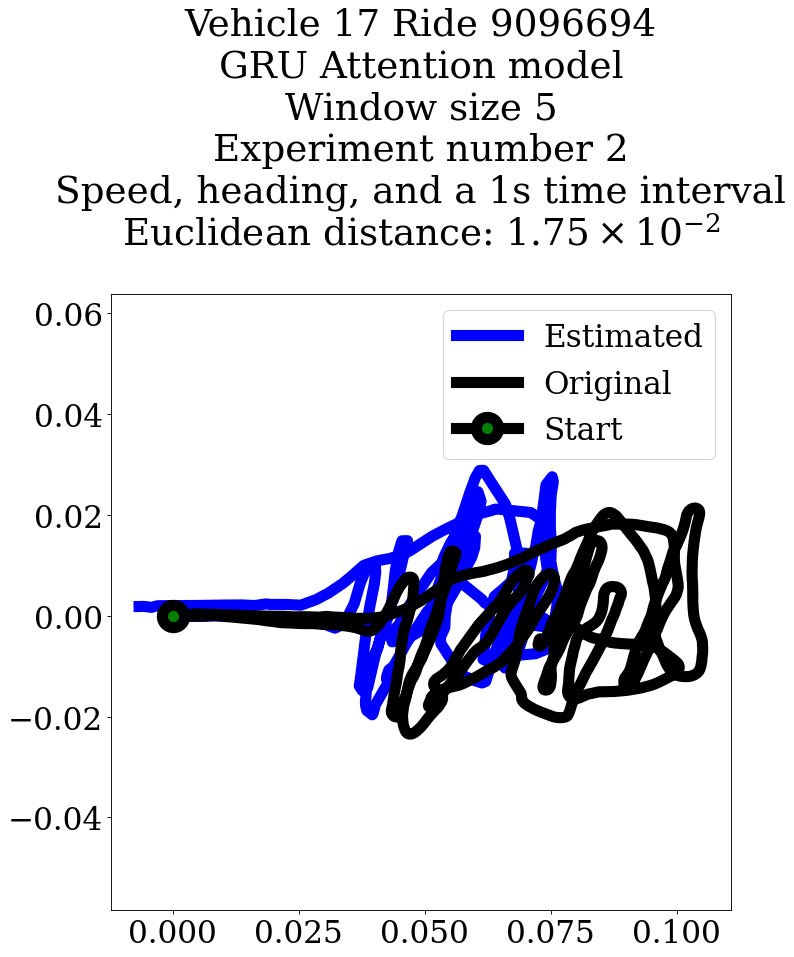 Vehicle 17 Ride 9096694
GRU Attention model
Window size 5
Experiment number 2
Speed, heading, and a 1s time interval
Euclidean distance: 1.75 × 10⁻²
0.06
Estimated
0.04
Original
Start
0.02
0.00
−0.02
−0.04
0.000 0.025 0.050 0.075 0.100